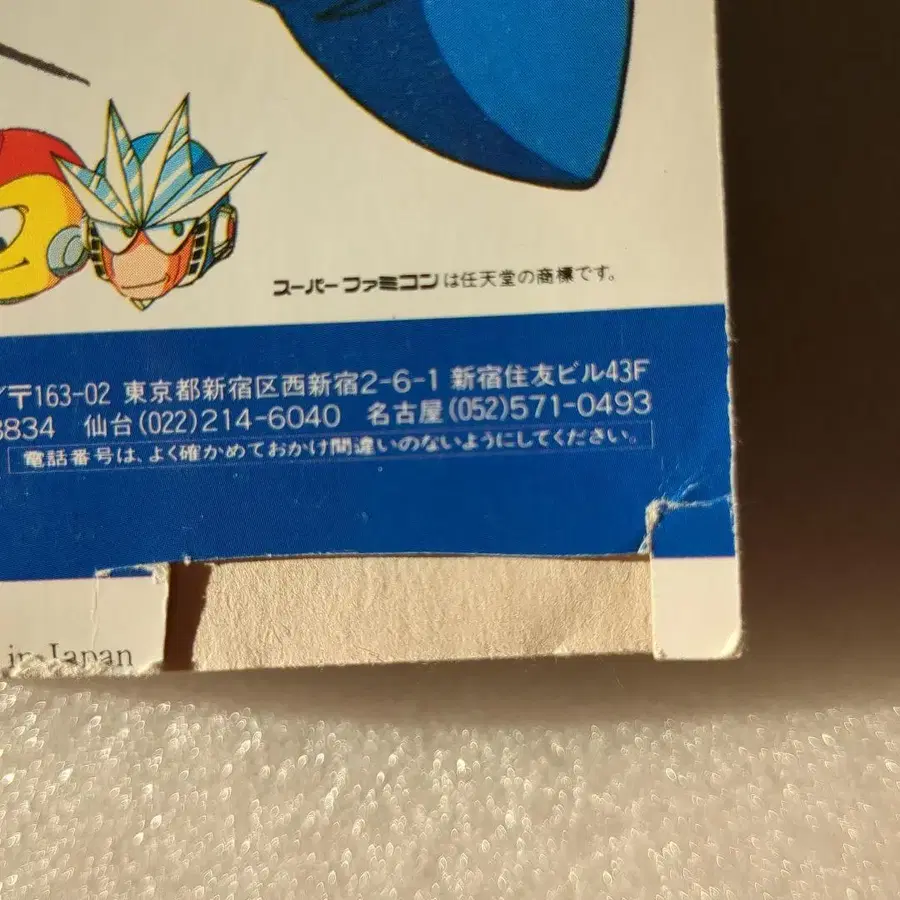 スーパーファミコンは任天堂の商標です。
〒163-02 東京都新宿区西新宿2-6-1 新宿住友ビル43F
3834 仙台(022)214-6040 名古屋(052)571-0493
電話番号は、よく確かめておかけ間違いのないようにしてください。
in Japan